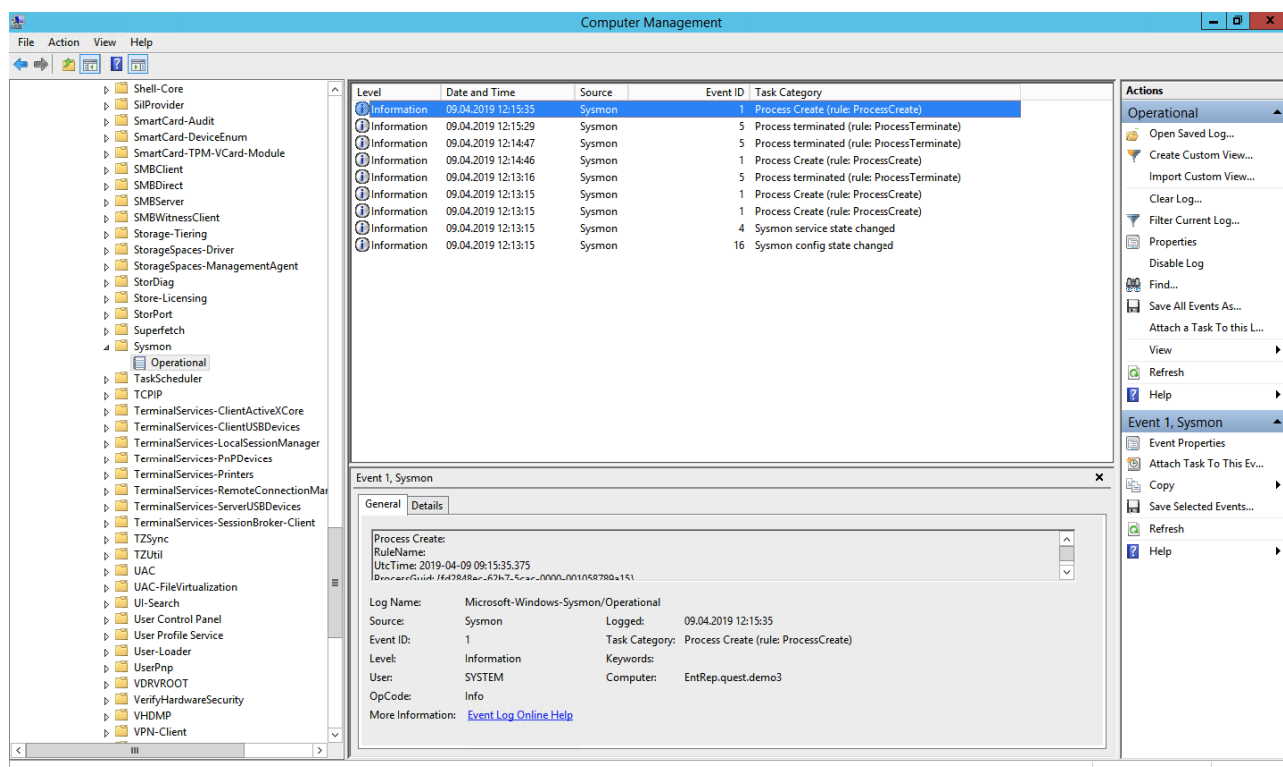 Computer Management
File Action View Help
Shell-Core
SilProvider
SmartCard-Audit
SmartCard-DeviceEnum
SmartCard-TPM-VCard-Module
SMBClient
SMBDirect
SMBServer
SMBWitnessClient
Storage-Tiering
StorageSpaces-Driver
StorageSpaces-ManagementAgent
StorDiag
Store-Licensing
StorPort
Superfetch
Sysmon
Operational
TaskScheduler
TCPIP
TerminalServices-ClientActiveXCore
TerminalServices-ClientUSBDevices
TerminalServices-LocalSessionManager
TerminalServices-PnPDevices
TerminalServices-Printers
TerminalServices-RemoteConnectionMar
TerminalServices-ServerUSBDevices
TerminalServices-SessionBroker-Client
TZSync
TZUtil
UAC
UAC-FileVirtualization
UI-Search
User Control Panel
User Profile Service
User-Loader
UserPnp
VDRVROOT
VerifyHardwareSecurity
VHDMP
VPN-Client
Level Date and Time Source Event ID Task Category
Information 09.04.2019 12:15:35 Sysmon 1 Process Create (rule: ProcessCreate)
Information 09.04.2019 12:15:29 Sysmon 5 Process terminated (rule: ProcessTerminate)
Information 09.04.2019 12:14:47 Sysmon 5 Process terminated (rule: ProcessTerminate)
Information 09.04.2019 12:14:46 Sysmon 1 Process Create (rule: ProcessCreate)
Information 09.04.2019 12:13:16 Sysmon 5 Process terminated (rule: ProcessTerminate)
Information 09.04.2019 12:13:15 Sysmon 1 Process Create (rule: ProcessCreate)
Information 09.04.2019 12:13:15 Sysmon 1 Process Create (rule: ProcessCreate)
Information 09.04.2019 12:13:15 Sysmon 4 Sysmon service state changed
Information 09.04.2019 12:13:15 Sysmon 16 Sysmon config state changed
Event 1, Sysmon
General Details
Process Create:
RuleName:
UtcTime: 2019-04-09 09:15:35.375
ProcessGuid: {fd2848ec-62b7-5cac-0000-001058789a15}
Log Name: Microsoft-Windows-Sysmon/Operational
Source: Sysmon Logged: 09.04.2019 12:15:35
Event ID: 1 Task Category: Process Create (rule: ProcessCreate)
Level: Information Keywords:
User: SYSTEM Computer: EntRep.quest.demo3
OpCode: Info
More Information: Event Log Online Help
Actions
Operational
Open Saved Log...
Create Custom View...
Import Custom View...
Clear Log...
Filter Current Log...
Properties
Disable Log
Find...
Save All Events As...
Attach a Task To this L...
View
Refresh
Help
Event 1, Sysmon
Event Properties
Attach Task To This Ev...
Copy
Save Selected Events...
Refresh
Help